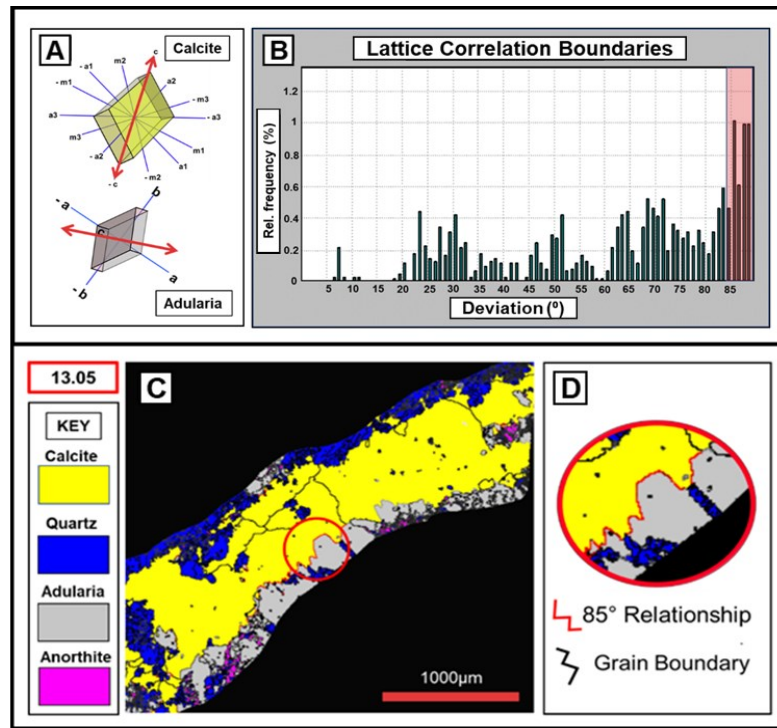 A
Calcite
c
m2
- a1
a2
- m1
- m3
a3
- a3
m3
m1
- a2
a1
- m2
- c
- a
b
c
- b
a
Adularia
B
Lattice Correlation Boundaries
Rel. frequency (%)
1.2
1
0.8
0.6
0.4
0.2
0
5 10 15 20 25 30 35 40 45 50 55 60 65 70 75 80 85
Deviation (º)
13.05
KEY
Calcite
Quartz
Adularia
Anorthite
C
1000µm
D
85° Relationship
Grain Boundary